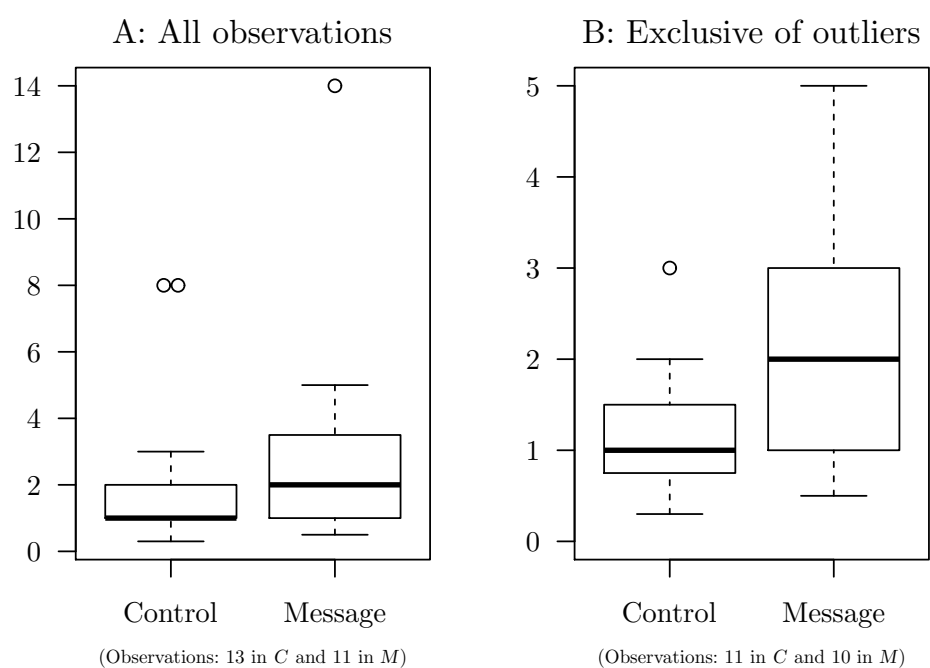 A: All observations
14
12
10
8
6
4
2
0
Control Message
(Observations: 13 in C and 11 in M)
B: Exclusive of outliers
5
4
3
2
1
0
Control Message
(Observations: 11 in C and 10 in M)